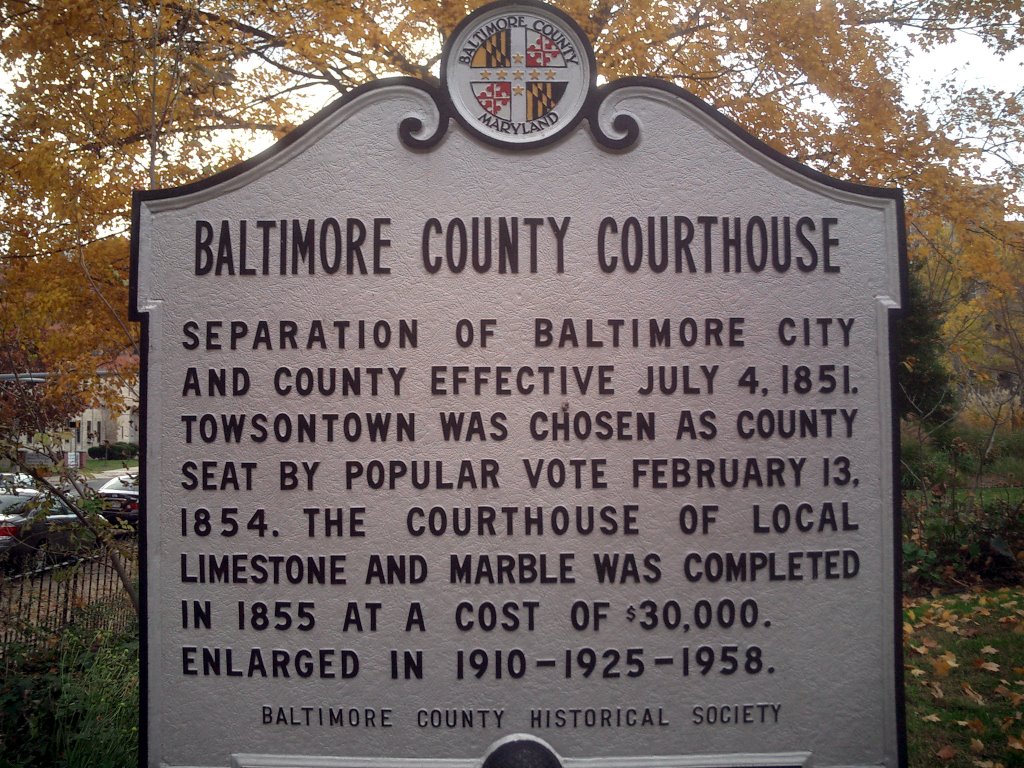 BALTIMORE COUNTY
MARYLAND
BALTIMORE COUNTY COURTHOUSE
SEPARATION OF BALTIMORE CITY
AND COUNTY EFFECTIVE JULY 4, 1851.
TOWSONTOWN WAS CHOSEN AS COUNTY
SEAT BY POPULAR VOTE FEBRUARY 13,
1854. THE COURTHOUSE OF LOCAL
LIMESTONE AND MARBLE WAS COMPLETED
IN 1855 AT A COST OF $30,000.
ENLARGED IN 1910-1925-1958.
BALTIMORE COUNTY HISTORICAL SOCIETY